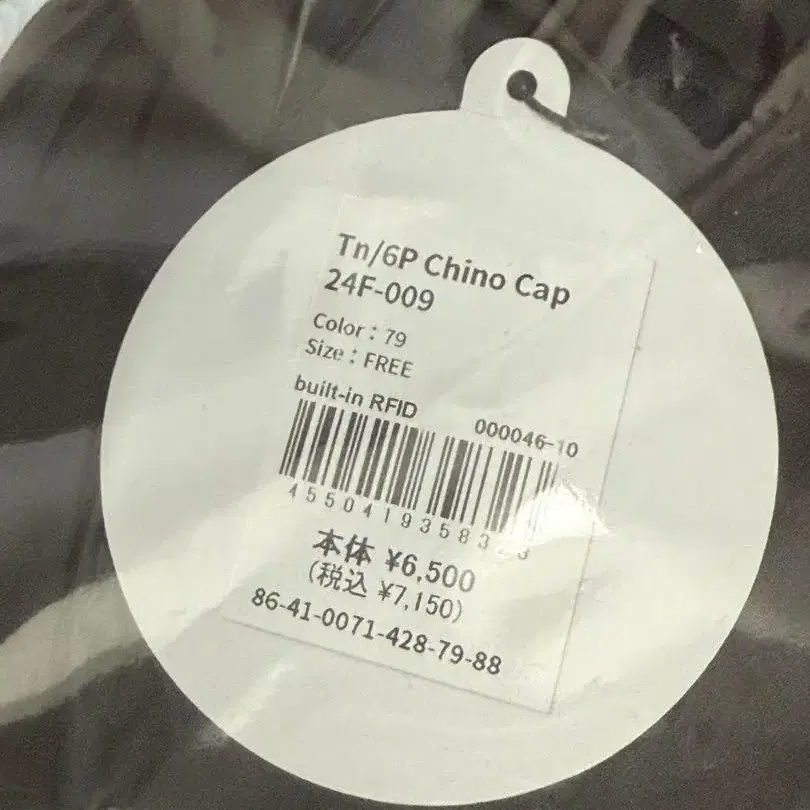 Tn/6P Chino Cap
24F-009
Color : 79
Size : FREE
built-in RFID
000046-10
本体 ¥6,500
(税込 ¥7,150)
86-41-0071-428-79-88